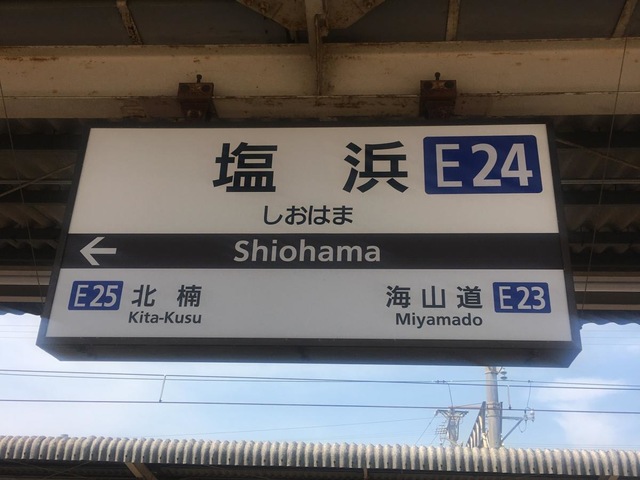 塩浜 E24
しおはま
← Shiohama
E25 北楠 海山道 E23
Kita-Kusu Miyamado